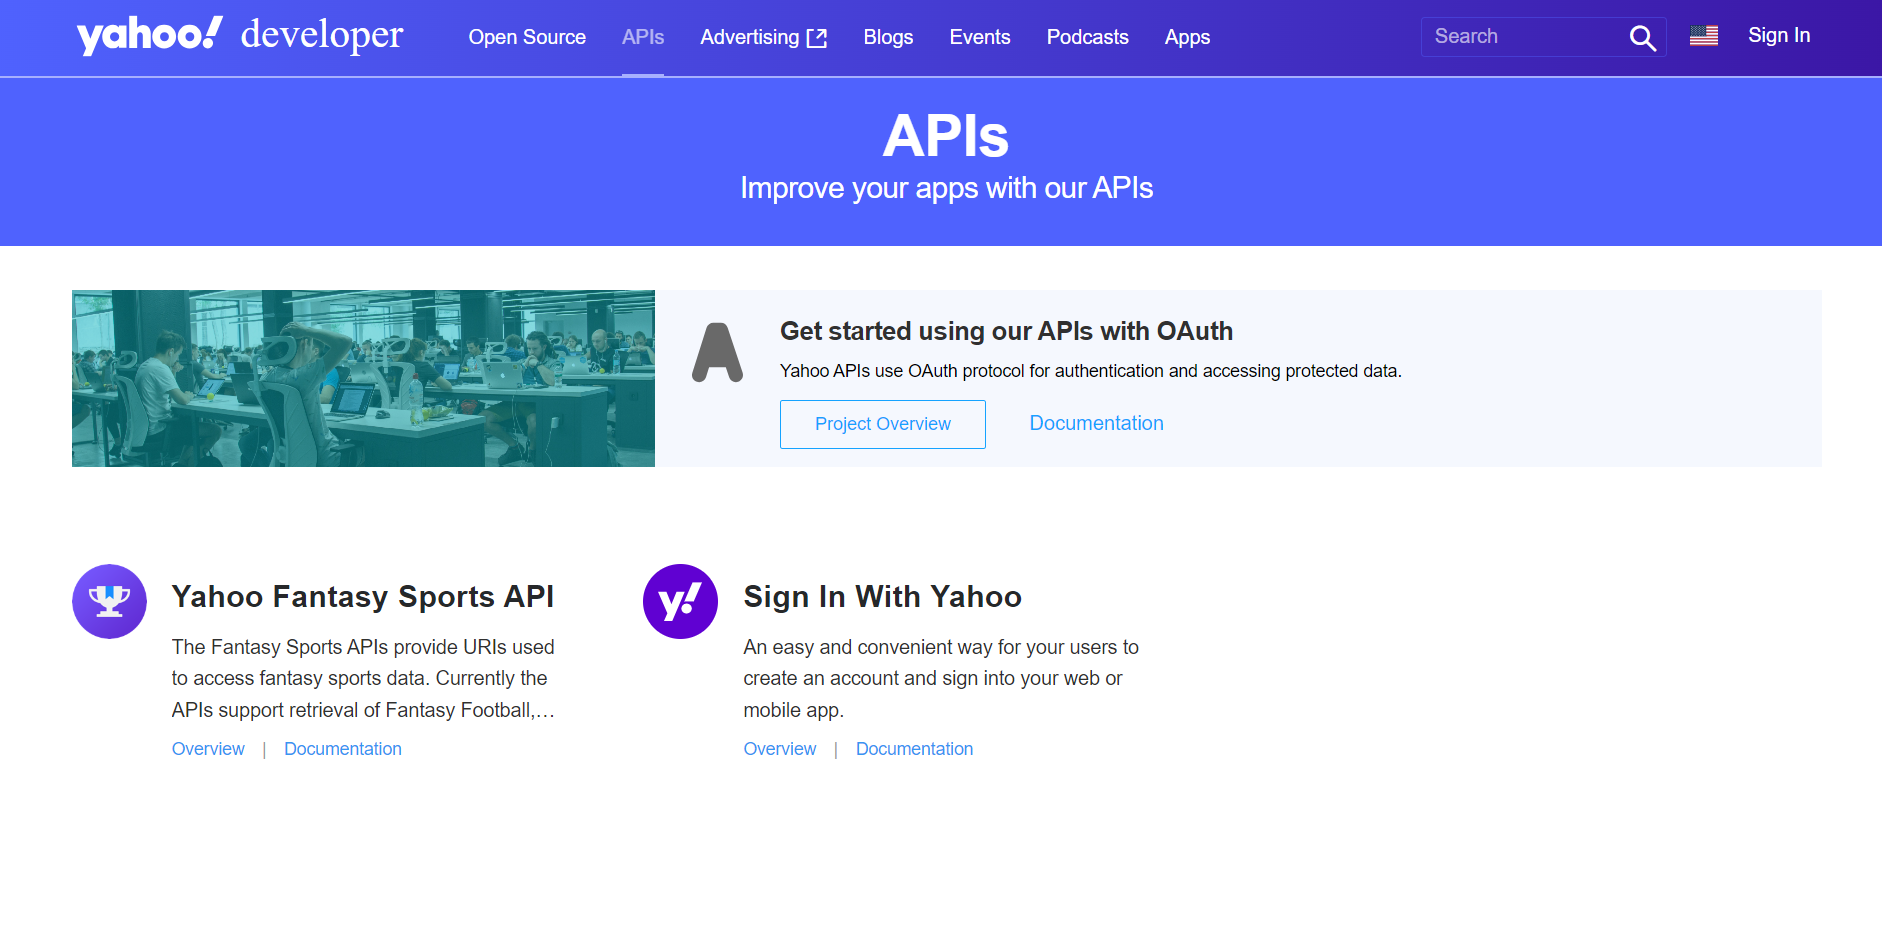 yahoo! developer
Open Source
APIs
Advertising
Blogs
Events
Podcasts
Apps
Search
Sign In
APIs
Improve your apps with our APIs
Get started using our APIs with OAuth
Yahoo APIs use OAuth protocol for authentication and accessing protected data.
Project Overview
Documentation
Yahoo Fantasy Sports API
The Fantasy Sports APIs provide URIs used
to access fantasy sports data. Currently the
APIs support retrieval of Fantasy Football,…
Overview | Documentation
y!
Sign In With Yahoo
An easy and convenient way for your users to
create an account and sign into your web or
mobile app.
Overview | Documentation